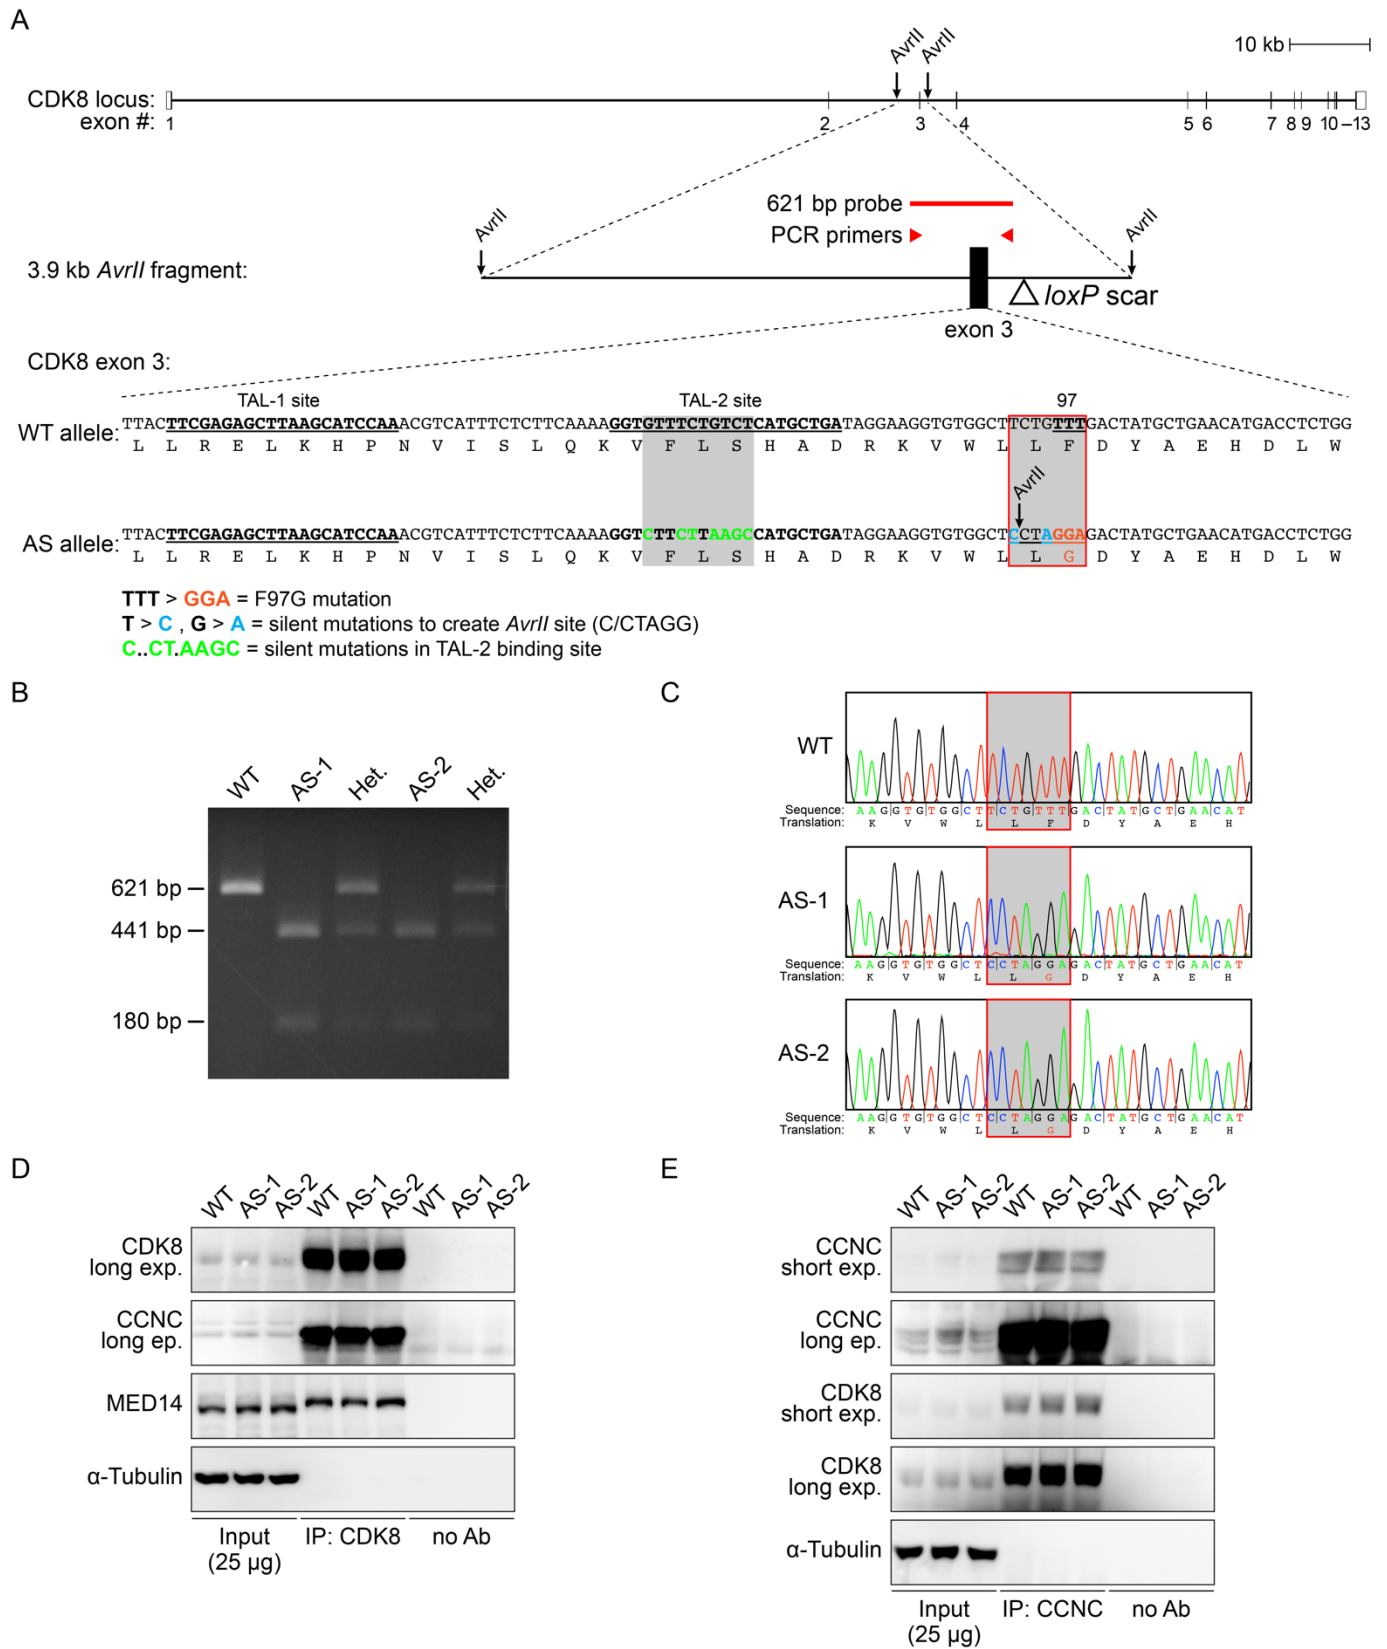 A
AvrII AvrII
10 kb
CDK8 locus:
exon #: 1 2 3 4 5 6 7 8 9 10 –13
621 bp probe
PCR primers
AvrII AvrII
3.9 kb AvrII fragment:
loxP scar
exon 3
CDK8 exon 3:
TAL-1 site TAL-2 site 97
WT allele: TTACTTCGAGAGCTTAAGCATCCAAACGTCATTTCTCTTCAAAAGGTGTTTCTGTCTCATGCTGATAGGAAGGTGTGGCTTCTGTTTGACTATGCTGAACATGACCTCTGG
L L R E L K H P N V I S L Q K V F L S H A D R K V W L L F D Y A E H D L W
AvrII
AS allele: TTACTTCGAGAGCTTAAGCATCCAAACGTCATTTCTCTTCAAAAGGTCTTCTTAAGCCATGCTGATAGGAAGGTGTGGCTCCTAGGAGACTATGCTGAACATGACCTCTGG
L L R E L K H P N V I S L Q K V F L S H A D R K V W L L G D Y A E H D L W
TTT > GGA = F97G mutation
T > C , G > A = silent mutations to create AvrII site (C/CTAGG)
C..CT.AAGC = silent mutations in TAL-2 binding site
B
WT AS-1 Het. AS-2 Het.
621 bp
441 bp
180 bp
C
WT
Sequence: A A G|G T G|T G G|C T T|C T G|T T T|G A C|T A T|G C T|G A A|C A T
Translation: K V W L L F D Y A E H
AS-1
Sequence: A A G|G T G|T G G|C T C|C T A|G G A|G A C|T A T|G C T|G A A|C A T
Translation: K V W L L G D Y A E H
AS-2
Sequence: A A G|G T G|T G G|C T C|C T A|G G A|G A C|T A T|G C T|G A A|C A T
Translation: K V W L L G D Y A E H
D
WT AS-1 AS-2 WT AS-1 AS-2 WT AS-1 AS-2
CDK8
long exp.
CCNC
long ep.
MED14
α-Tubulin
Input
(25 µg)
IP: CDK8
no Ab
E
WT AS-1 AS-2 WT AS-1 AS-2 WT AS-1 AS-2
CCNC
short exp.
CCNC
long ep.
CDK8
short exp.
CDK8
long exp.
α-Tubulin
Input
(25 µg)
IP: CCNC
no Ab